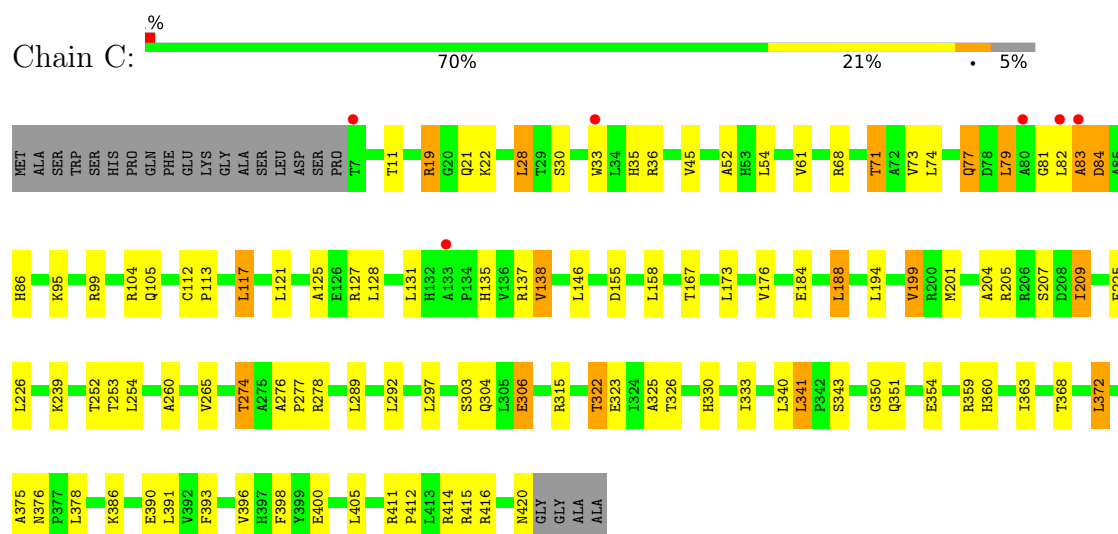 Chain C:
.%
70% 21% • 5%
MET ALA SER TRP SER HIS PRO GLN PHE GLU LYS GLY ALA SER LEU ASP SER PRO T7 T11 R19 G20 Q21 K22 L28 T29 S30 W33 L34 H35 R36 V45 A52 H53 L54 V61 R68 T71 A72 V73 L74 Q77 D78 L79 A80 G81 L82 A83 D84 A85
H86 K95 R99 R104 Q105 C112 P113 L117 L121 A125 E126 R127 L128 L131 H132 A133 P134 H135 V136 R137 V138 L146 D155 L158 T167 L173 V176 E184 L188 L194 V199 R200 M201 A204 R205 R206 S207 D208 I209
L226 K239 T252 T253 L254 A260 V265 T274 A275 A276 P277 R278 L289 L292 L297 S303 Q304 L305 E306 R315 T322 E323 I324 A325 T326 H330 I333 L340 L341 P342 S343 G350 Q351 E354 R359 H360 I363 T368 L372
A375 N376 P377 L378 K386 E390 L391 V392 F393 V396 H397 F398 Y399 E400 L405 R411 P412 L413 R414 R415 R416 N420 GLY GLY ALA ALA